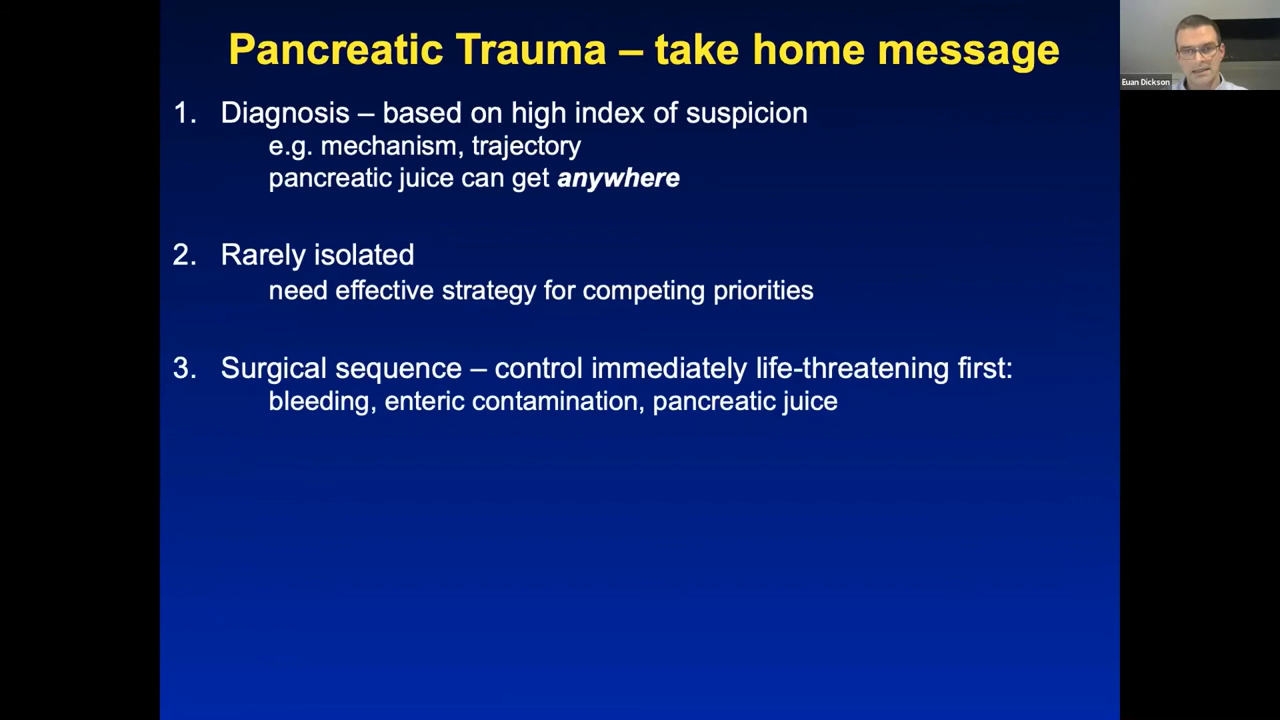 Pancreatic Trauma – take home message
1. Diagnosis – based on high index of suspicion
e.g. mechanism, trajectory
pancreatic juice can get anywhere
2. Rarely isolated
need effective strategy for competing priorities
3. Surgical sequence – control immediately life-threatening first:
bleeding, enteric contamination, pancreatic juice
Euan Dickson